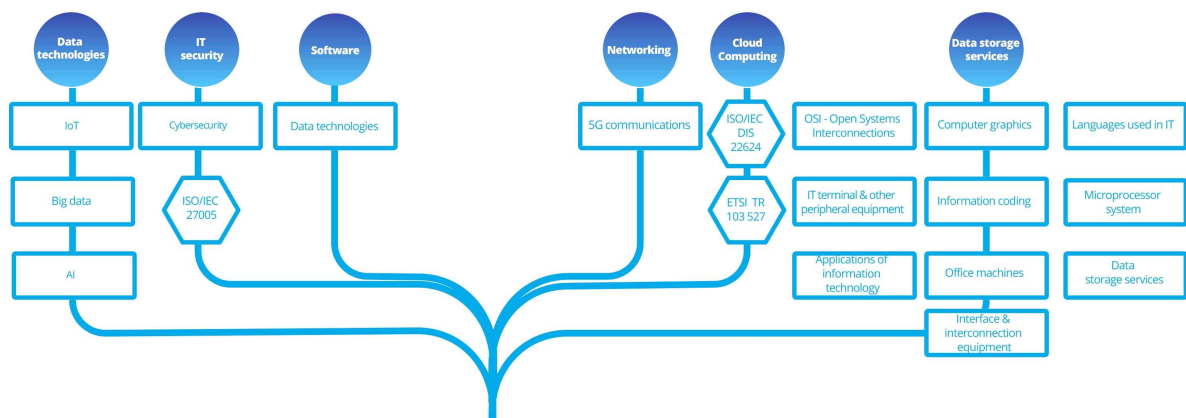 Data
technologies
IT
security
Software
Networking
Cloud
Computing
Data storage
services
IoT
Cybersecurity
Data technologies
5G communications
ISO/IEC
DIS
22624
OSI - Open Systems
Interconnections
Computer graphics
Languages used in IT
Big data
ISO/IEC
27005
ETSI TR
103 527
IT terminal & other
peripheral equipment
Information coding
Microprocessor
system
AI
Applications of
information
technology
Office machines
Data
storage services
Interface &
interconnection
equipment